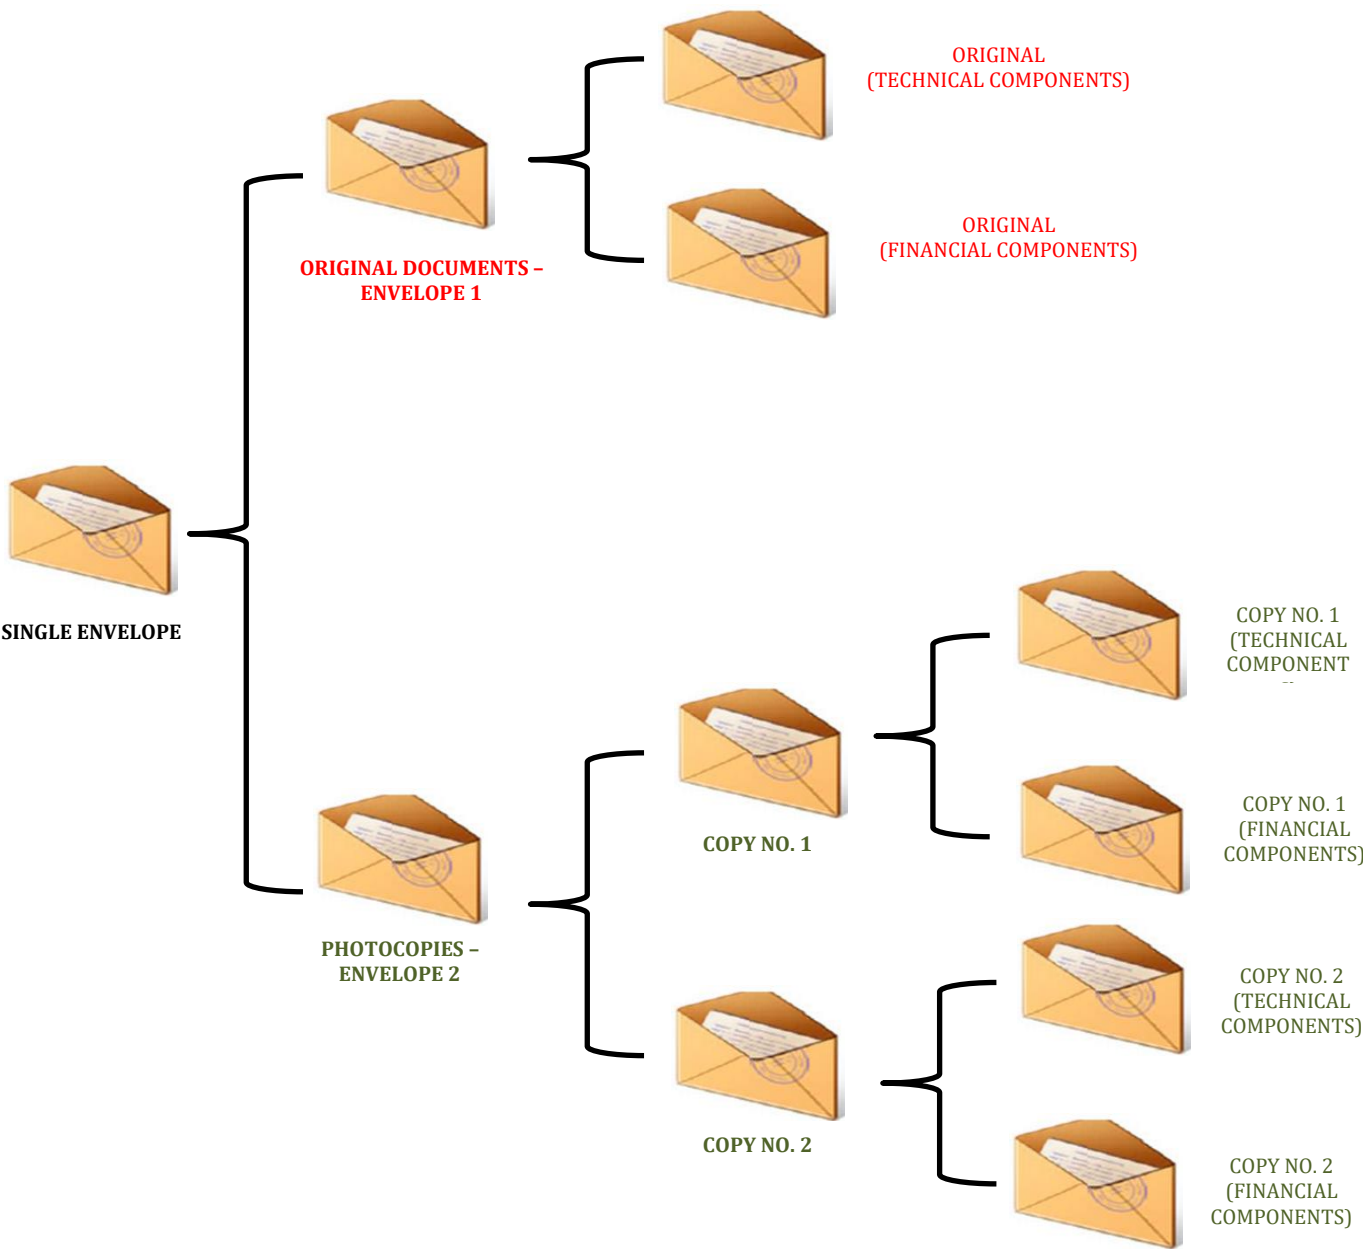 ORIGINAL
(TECHNICAL COMPONENTS)
ORIGINAL
(FINANCIAL COMPONENTS)
ORIGINAL DOCUMENTS –
ENVELOPE 1
SINGLE ENVELOPE
PHOTOCOPIES –
ENVELOPE 2
COPY NO. 1
COPY NO. 2
COPY NO. 1
(TECHNICAL
COMPONENT
COPY NO. 1
(FINANCIAL
COMPONENTS)
COPY NO. 2
(TECHNICAL
COMPONENTS)
COPY NO. 2
(FINANCIAL
COMPONENTS)